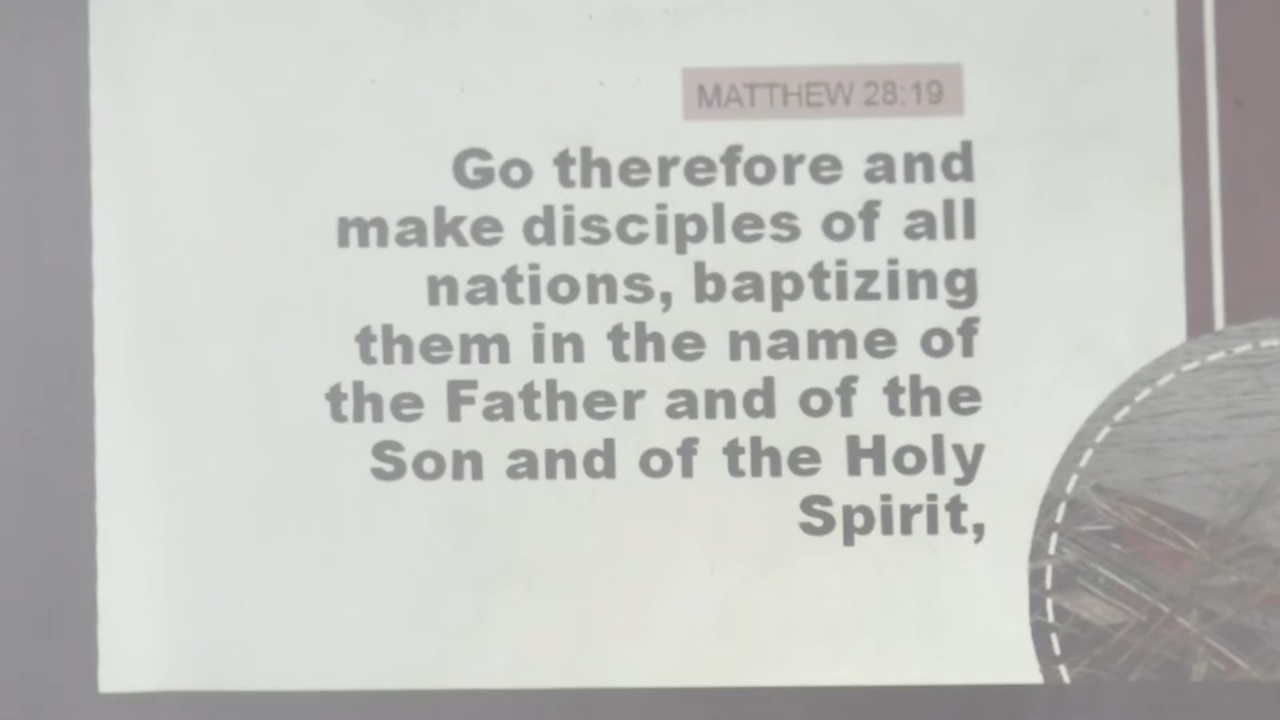 MATTHEW 28:19
Go therefore and
make disciples of all
nations, baptizing
them in the name of
the Father and of the
Son and of the Holy
Spirit,